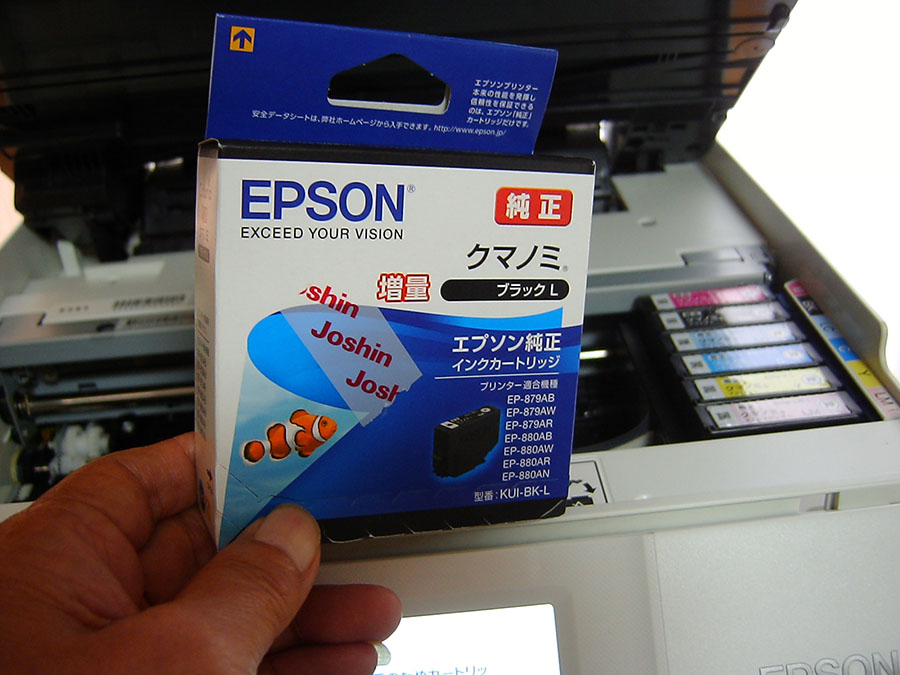 エプソンプリンター
本来の性能を発揮し
信頼性を保証できる
のは、エプソン「純正」
カートリッジだけです。
安全データシートは、弊社ホームページから入手できます。http://www.epson.jp/
EPSON®
EXCEED YOUR VISION
純正
クマノミ®
増量
ブラック L
shin
Joshin
Josh
エプソン純正
インクカートリッジ
プリンター適合機種
EP-879AB
EP-879AW
EP-879AR
EP-880AB
EP-880AW
EP-880AR
EP-880AN
型番：KUI-BK-L
C
Y
LM
カートリッ
EPSON